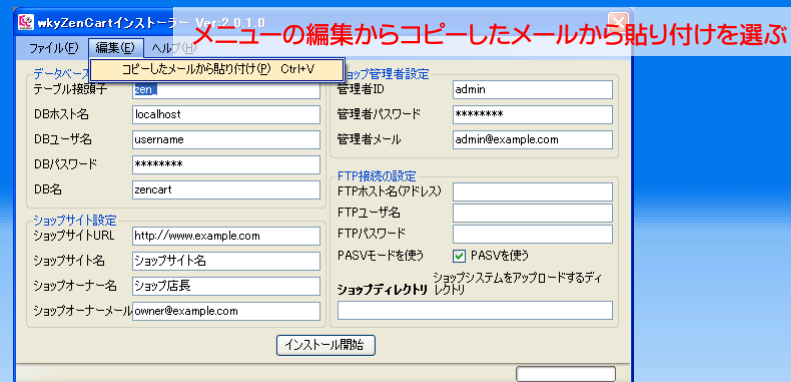 wkyZenCartインストーラー Ver 2.0.1.0
メニューの編集からコピーしたメールから貼り付けを選ぶ
ファイル(F) 編集(E) ヘルプ(H)
コピーしたメールから貼り付け(P) Ctrl+V
データベース
テーブル接頭子 zen_
DBホスト名 localhost
DBユーザ名 username
DBパスワード ********
DB名 zencart
ショップサイト設定
ショップサイトURL http://www.example.com
ショップサイト名 ショップサイト名
ショップオーナー名 ショップ店長
ショップオーナーメール owner@example.com
ョップ管理者設定
管理者ID admin
管理者パスワード ********
管理者メール admin@example.com
FTP接続の設定
FTPホスト名(アドレス)
FTPユーザ名
FTPパスワード
PASVモードを使う PASVを使う
ショップディレクトリ ショップシステムをアップロードするディ
レクトリ
インストール開始